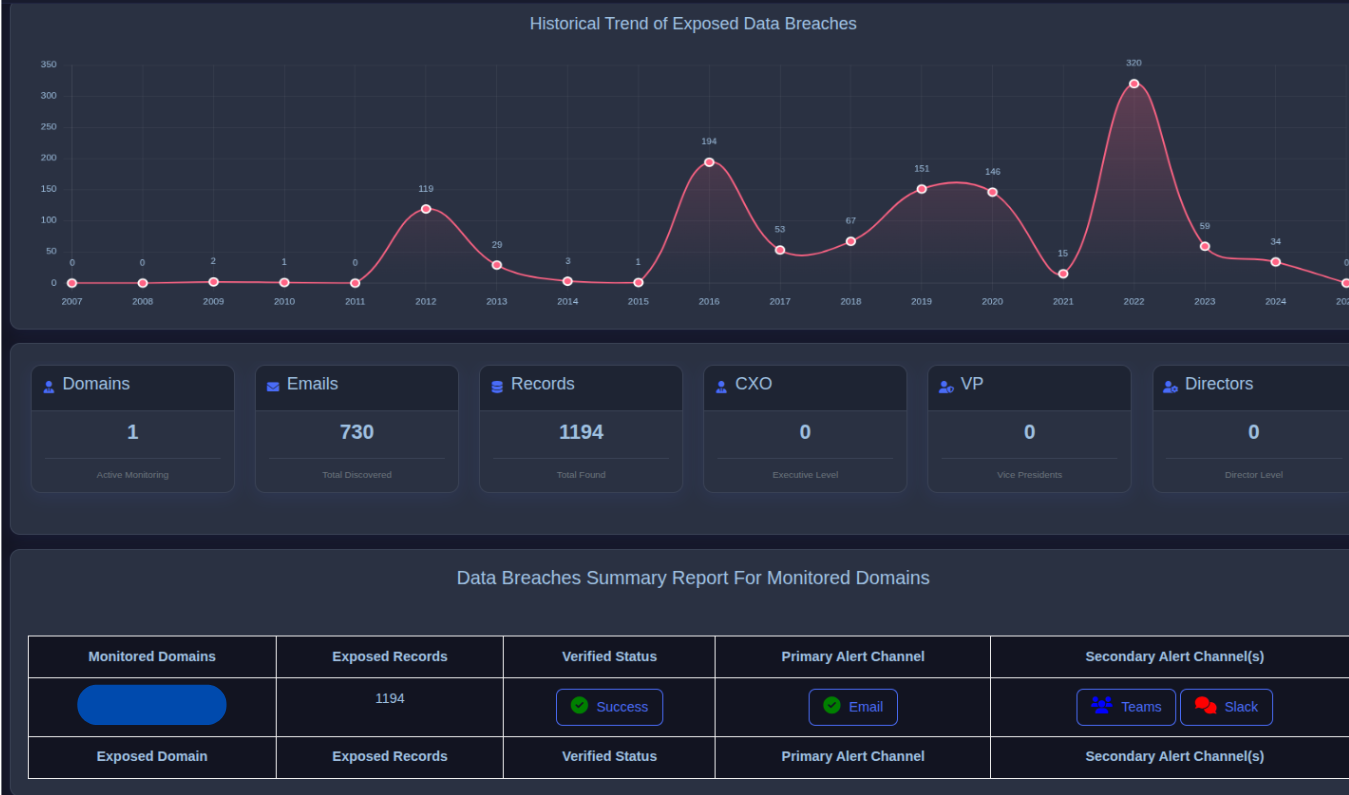 Historical Trend of Exposed Data Breaches
350
300
250
200
150
100
50
0
0 0 2 1 0 119 29 3 1 194 53 67 151 146 15 320 59 34 0
2007 2008 2009 2010 2011 2012 2013 2014 2015 2016 2017 2018 2019 2020 2021 2022 2023 2024
Domains Emails Records CXO VP Directors
1 730 1194 0 0 0
Active Monitoring Total Discovered Total Found Executive Level Vice Presidents Director Level
Data Breaches Summary Report For Monitored Domains
Monitored Domains Exposed Records Verified Status Primary Alert Channel Secondary Alert Channel(s)
1194 Success Email Teams Slack
Exposed Domain Exposed Records Verified Status Primary Alert Channel Secondary Alert Channel(s)